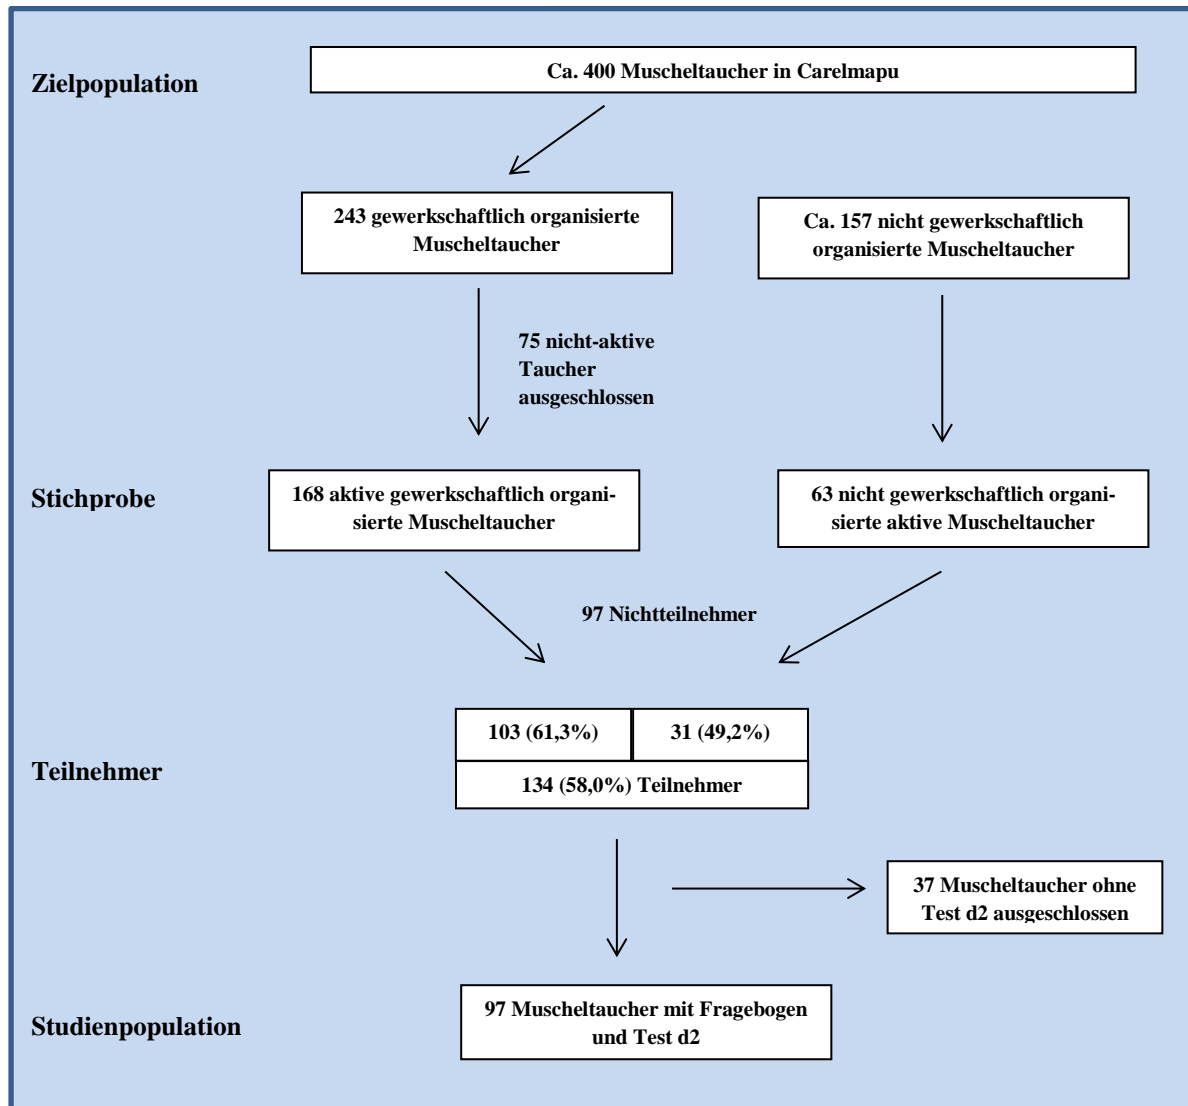 Zielpopulation
Ca. 400 Muscheltaucher in Carelmapu
243 gewerkschaftlich organisierte
Muscheltaucher
Ca. 157 nicht gewerkschaftlich
organisierte Muscheltaucher
75 nicht-aktive
Taucher
ausgeschlossen
Stichprobe
168 aktive gewerkschaftlich organi-
sierte Muscheltaucher
63 nicht gewerkschaftlich organi-
sierte aktive Muscheltaucher
97 Nichtteilnehmer
Teilnehmer
103 (61,3%)
31 (49,2%)
134 (58,0%) Teilnehmer
37 Muscheltaucher ohne
Test d2 ausgeschlossen
Studienpopulation
97 Muscheltaucher mit Fragebogen
und Test d2